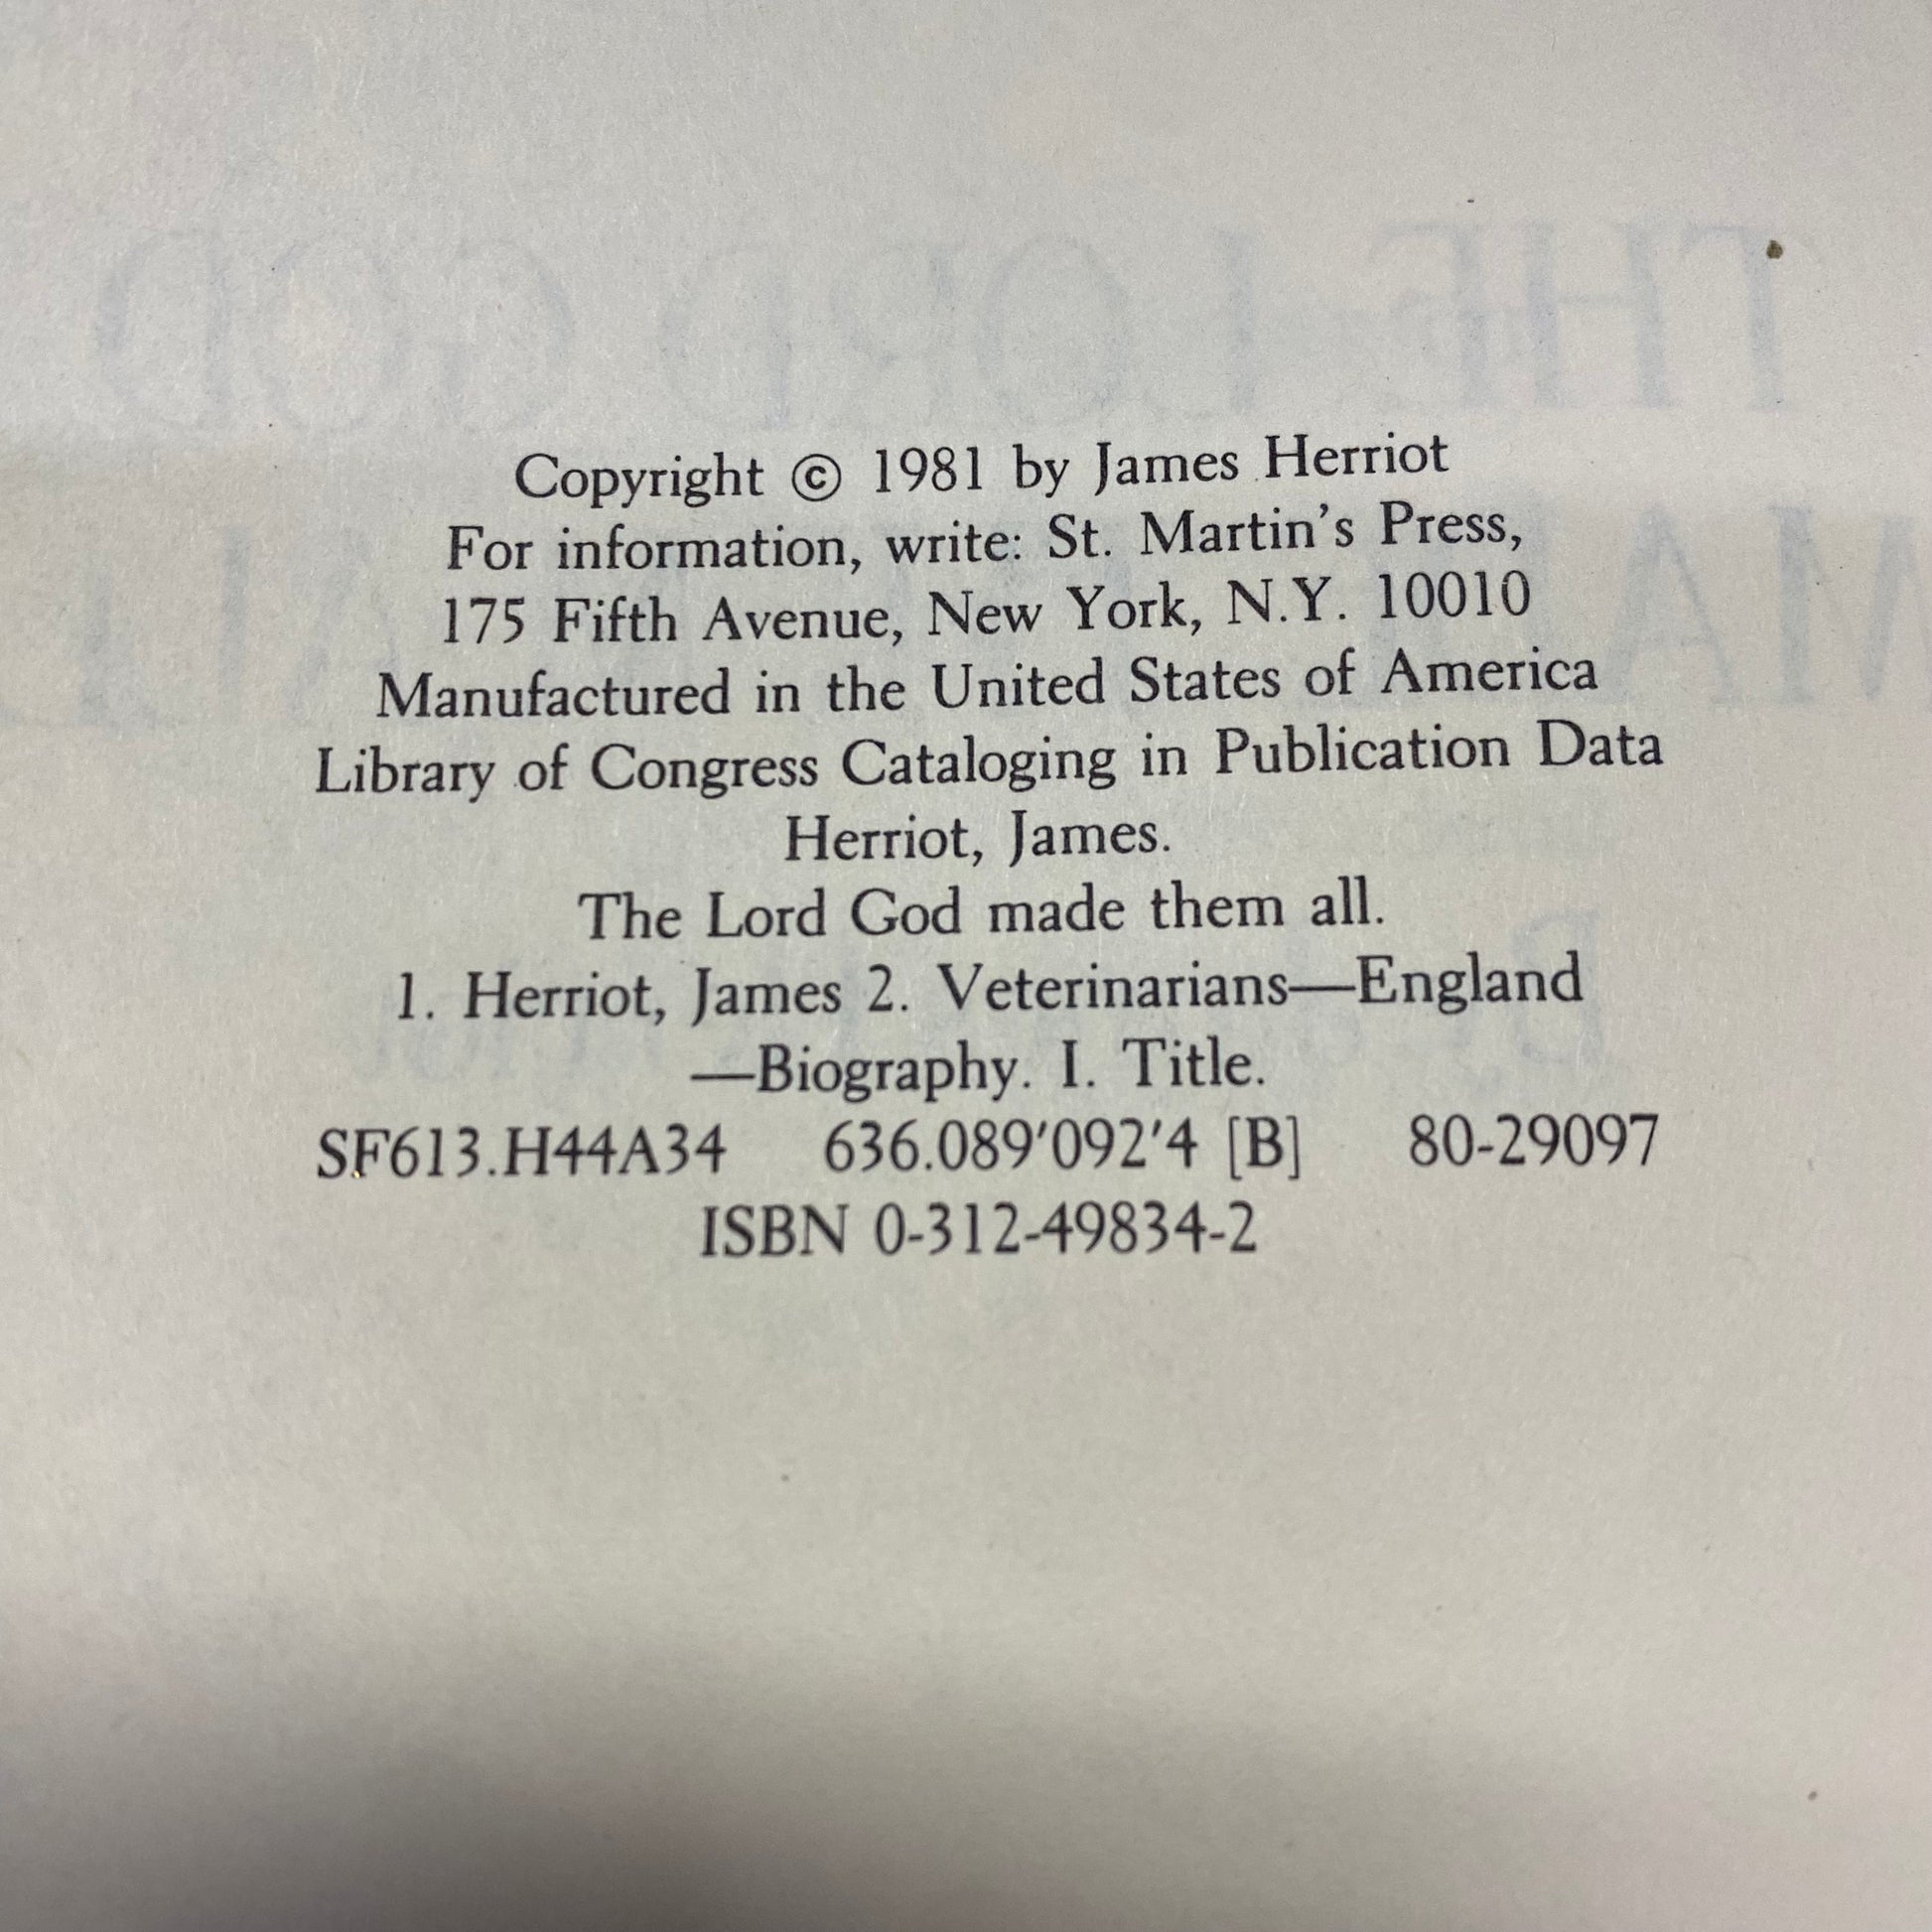 Copyright © 1981 by James Herriot
For information, write: St. Martin's Press,
175 Fifth Avenue, New York, N.Y. 10010
Manufactured in the United States of America
Library of Congress Cataloging in Publication Data
Herriot, James.
The Lord God made them all.
1. Herriot, James 2. Veterinarians—England
—Biography. I. Title.
SF613.H44A34 636.089'092'4 [B] 80-29097
ISBN 0-312-49834-2